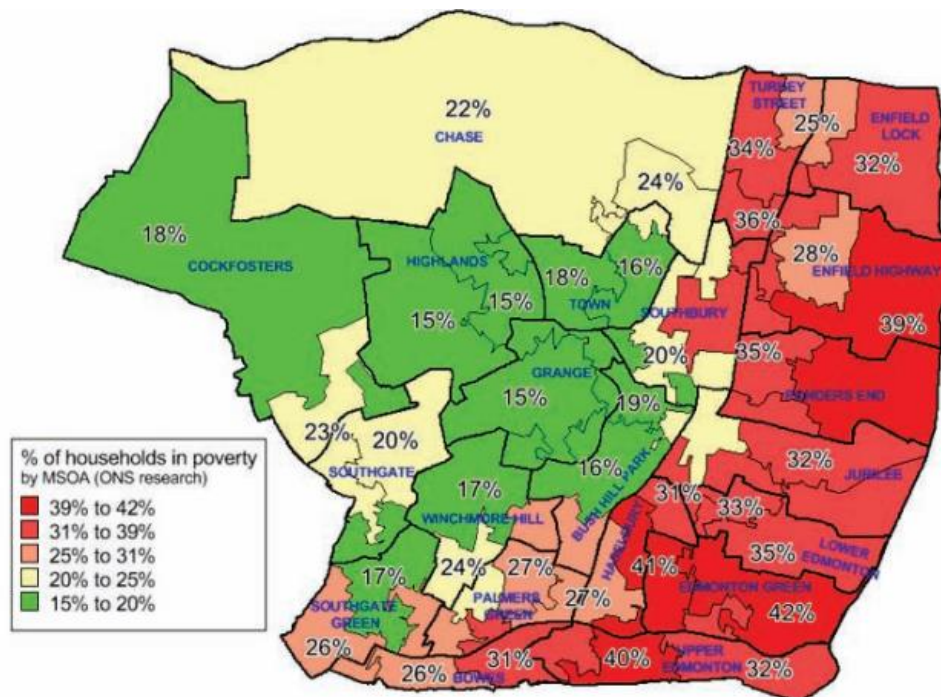 22%
CHASE
TURKEY
STREET
25%
ENFIELD
LOCK
34%
32%
24%
36%
18%
COCKFOSTERS
HIGHLANDS
18%
16%
28%
ENFIELD HIGHWAY
15%
15%
TOWN
SOUTHBURY
39%
20%
35%
GRANGE
15%
19%
PONDERS END
23%
20%
SOUTHGATE
16%
BUSH HILL PARK
32%
JUBILEE
17%
WINCHMORE HILL
31%
33%
HASELBURY
35%
LOWER
EDMONTON
17%
24%
27%
41%
EDMONTON GREEN
SOUTHGATE
GREEN
PALMERS
GREEN
27%
42%
26%
26%
BOWES
31%
40%
UPPER
EDMONTON
32%
% of households in poverty
by MSOA (ONS research)
39% to 42%
31% to 39%
25% to 31%
20% to 25%
15% to 20%